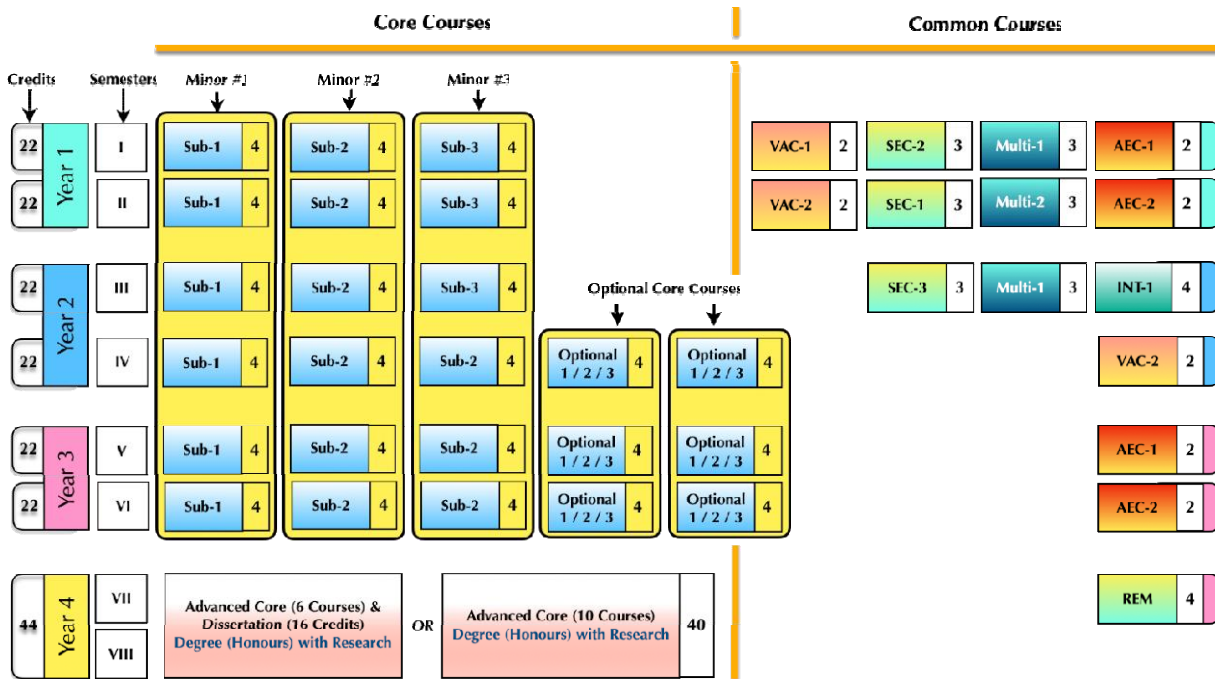 Core Courses
Common Courses
Credits
Semesters
Minor #1
Minor #2
Minor #3
22
Year 1
I
Sub-1 4
Sub-2 4
Sub-3 4
VAC-1 2
SEC-2 3
Multi-1 3
AEC-1 2
22
II
Sub-1 4
Sub-2 4
Sub-3 4
VAC-2 2
SEC-1 3
Multi-2 3
AEC-2 2
22
Year 2
III
Sub-1 4
Sub-2 4
Sub-3 4
Optional Core Courses
SEC-3 3
Multi-1 3
INT-1 4
22
IV
Sub-1 4
Sub-2 4
Sub-2 4
Optional
1 / 2 / 3
4
Optional
1 / 2 / 3
4
VAC-2 2
22
Year 3
V
Sub-1 4
Sub-2 4
Sub-3 4
Optional
1 / 2 / 3
4
Optional
1 / 2 / 3
4
AEC-1 2
22
VI
Sub-1 4
Sub-2 4
Sub-3 4
Optional
1 / 2 / 3
4
Optional
1 / 2 / 3
4
AEC-2 2
44
Year 4
VII
VIII
Advanced Core (6 Courses) &
Dissertation (16 Credits)
Degree (Honours) with Research
OR
Advanced Core (10 Courses)
Degree (Honours) with Research
40
REM 4